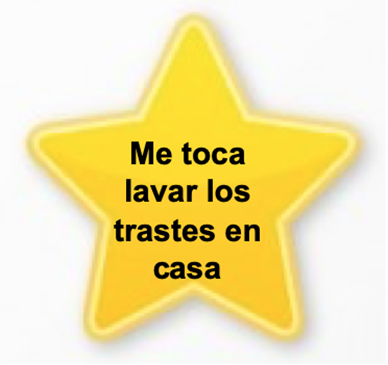 Me toca
lavar los
trastes en
casa